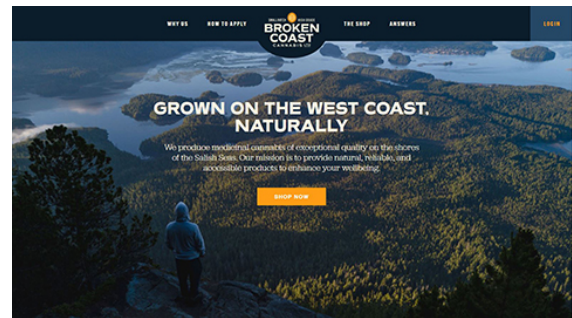 WHY US
HOW TO APPLY
BROKEN
COAST
CANNABIS LTD
THE SHOP
ANSWERS
LOGIN
GROWN ON THE WEST COAST,
NATURALLY
We produce medicinal cannabis of exceptional quality on the shores
of the Salish Seas. Our mission is to provide natural, reliable, and
accessible products to enhance your wellbeing.
SHOP NOW